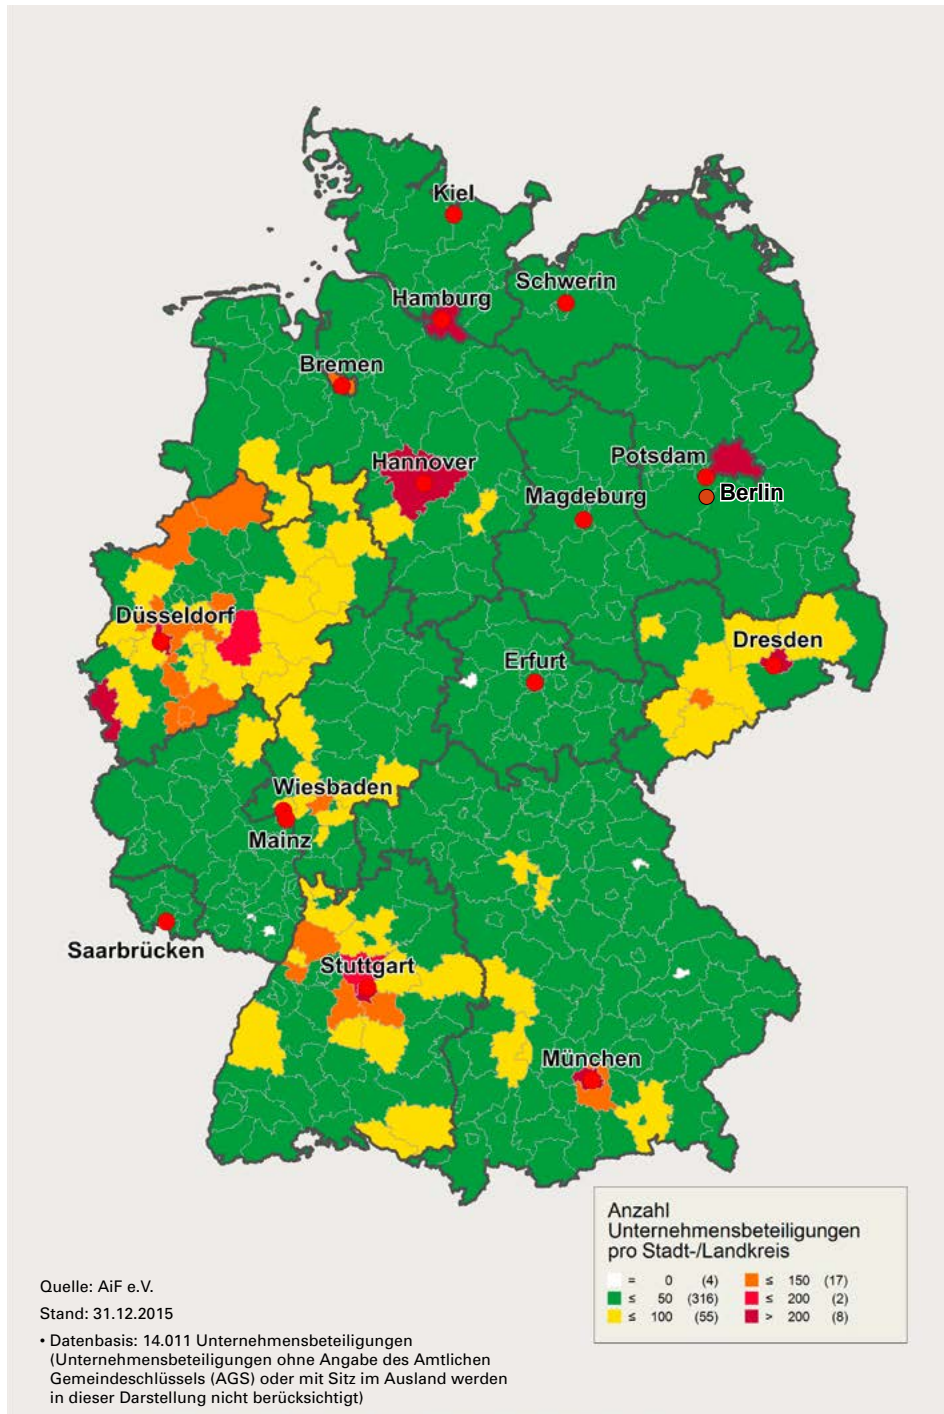 Kiel
Schwerin
Hamburg
Bremen
Hannover
Potsdam
Berlin
Magdeburg
Düsseldorf
Dresden
Erfurt
Wiesbaden
Mainz
Saarbrücken
Stuttgart
München
Anzahl
Unternehmensbeteiligungen
pro Stadt-/Landkreis
= 0 (4) ≤ 150 (17)
≤ 50 (316) ≤ 200 (2)
≤ 100 (55) > 200 (8)
Quelle: AiF e.V.
Stand: 31.12.2015
• Datenbasis: 14.011 Unternehmensbeteiligungen
(Unternehmensbeteiligungen ohne Angabe des Amtlichen
Gemeindeschlüssels (AGS) oder mit Sitz im Ausland werden
in dieser Darstellung nicht berücksichtigt)